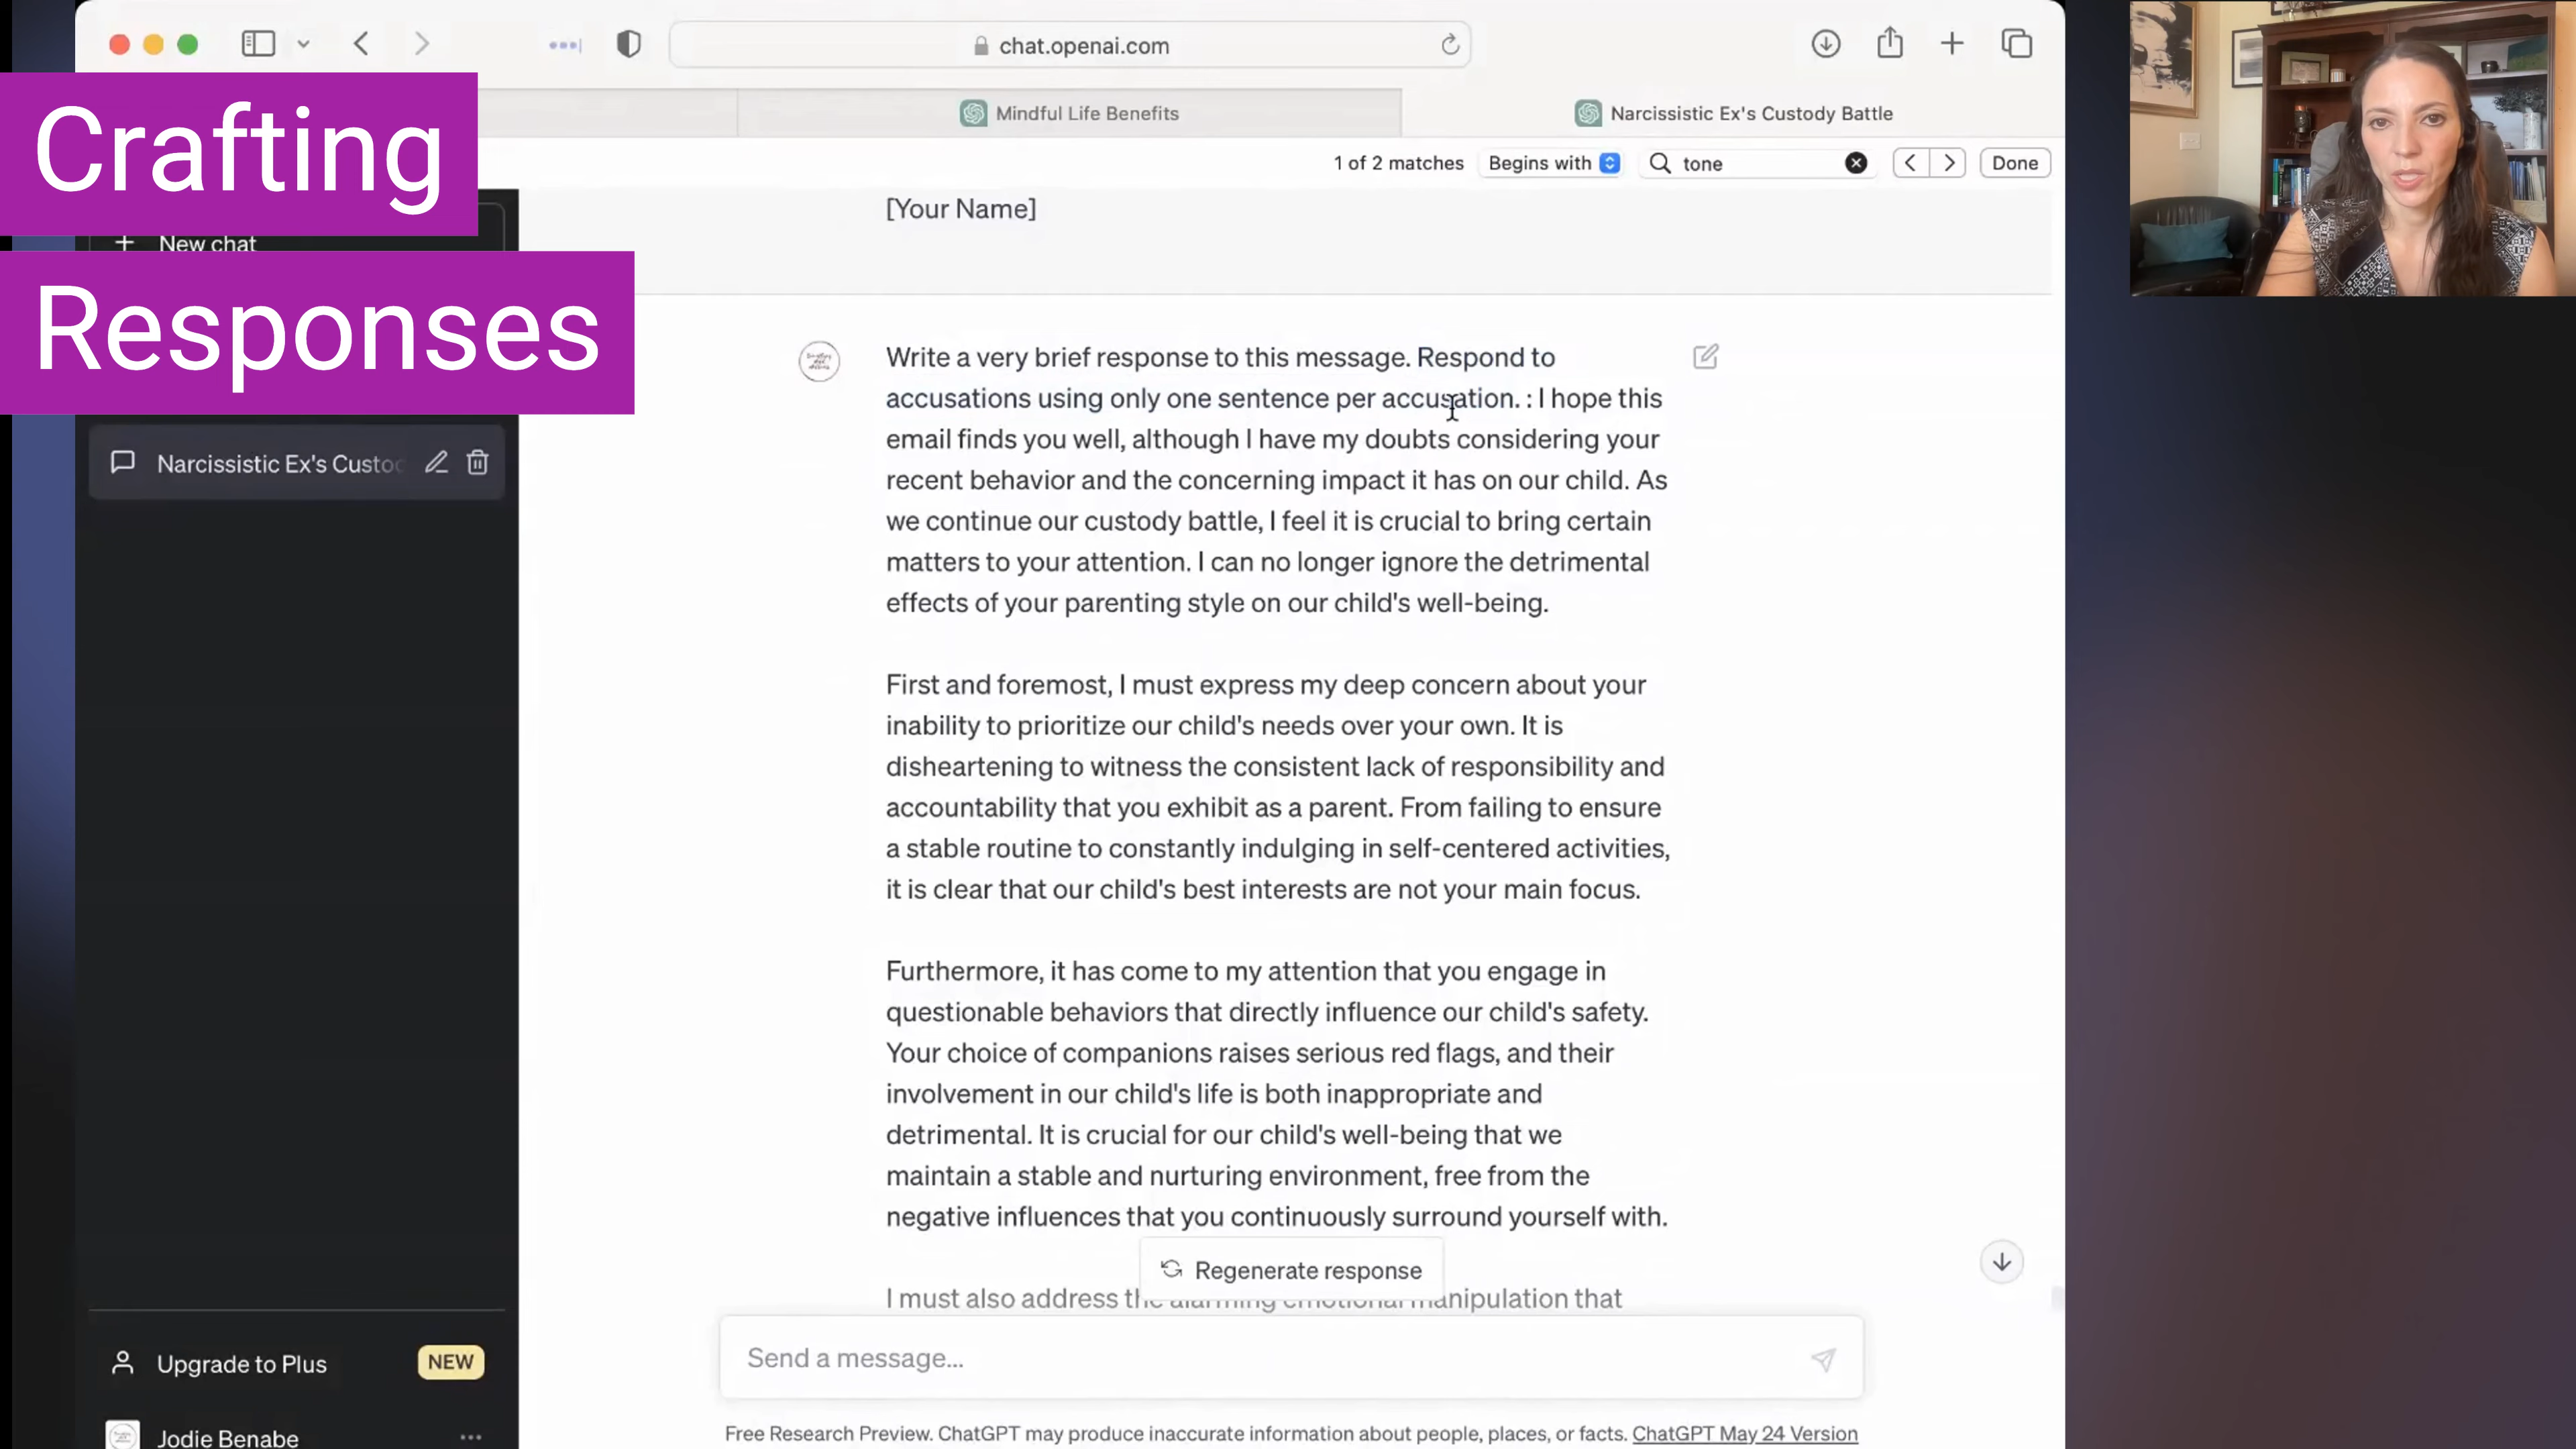 chat.openai.com
Crafting
Responses
Mindful Life Benefits
Narcissistic Ex's Custody Battle
1 of 2 matches
Begins with
tone
Done
New chat
Narcissistic Ex's Custo
[Your Name]
Write a very brief response to this message. Respond to
accusations using only one sentence per accusation. : I hope this
email finds you well, although I have my doubts considering your
recent behavior and the concerning impact it has on our child. As
we continue our custody battle, I feel it is crucial to bring certain
matters to your attention. I can no longer ignore the detrimental
effects of your parenting style on our child's well-being.
First and foremost, I must express my deep concern about your
inability to prioritize our child's needs over your own. It is
disheartening to witness the consistent lack of responsibility and
accountability that you exhibit as a parent. From failing to ensure
a stable routine to constantly indulging in self-centered activities,
it is clear that our child's best interests are not your main focus.
Furthermore, it has come to my attention that you engage in
questionable behaviors that directly influence our child's safety.
Your choice of companions raises serious red flags, and their
involvement in our child's life is both inappropriate and
detrimental. It is crucial for our child's well-being that we
maintain a stable and nurturing environment, free from the
negative influences that you continuously surround yourself with.
Regenerate response
I must also address the alarming emotional manipulation that
Send a message...
Upgrade to Plus
NEW
Jodie Benabe
Free Research Preview. ChatGPT may produce inaccurate information about people, places, or facts. ChatGPT May 24 Version